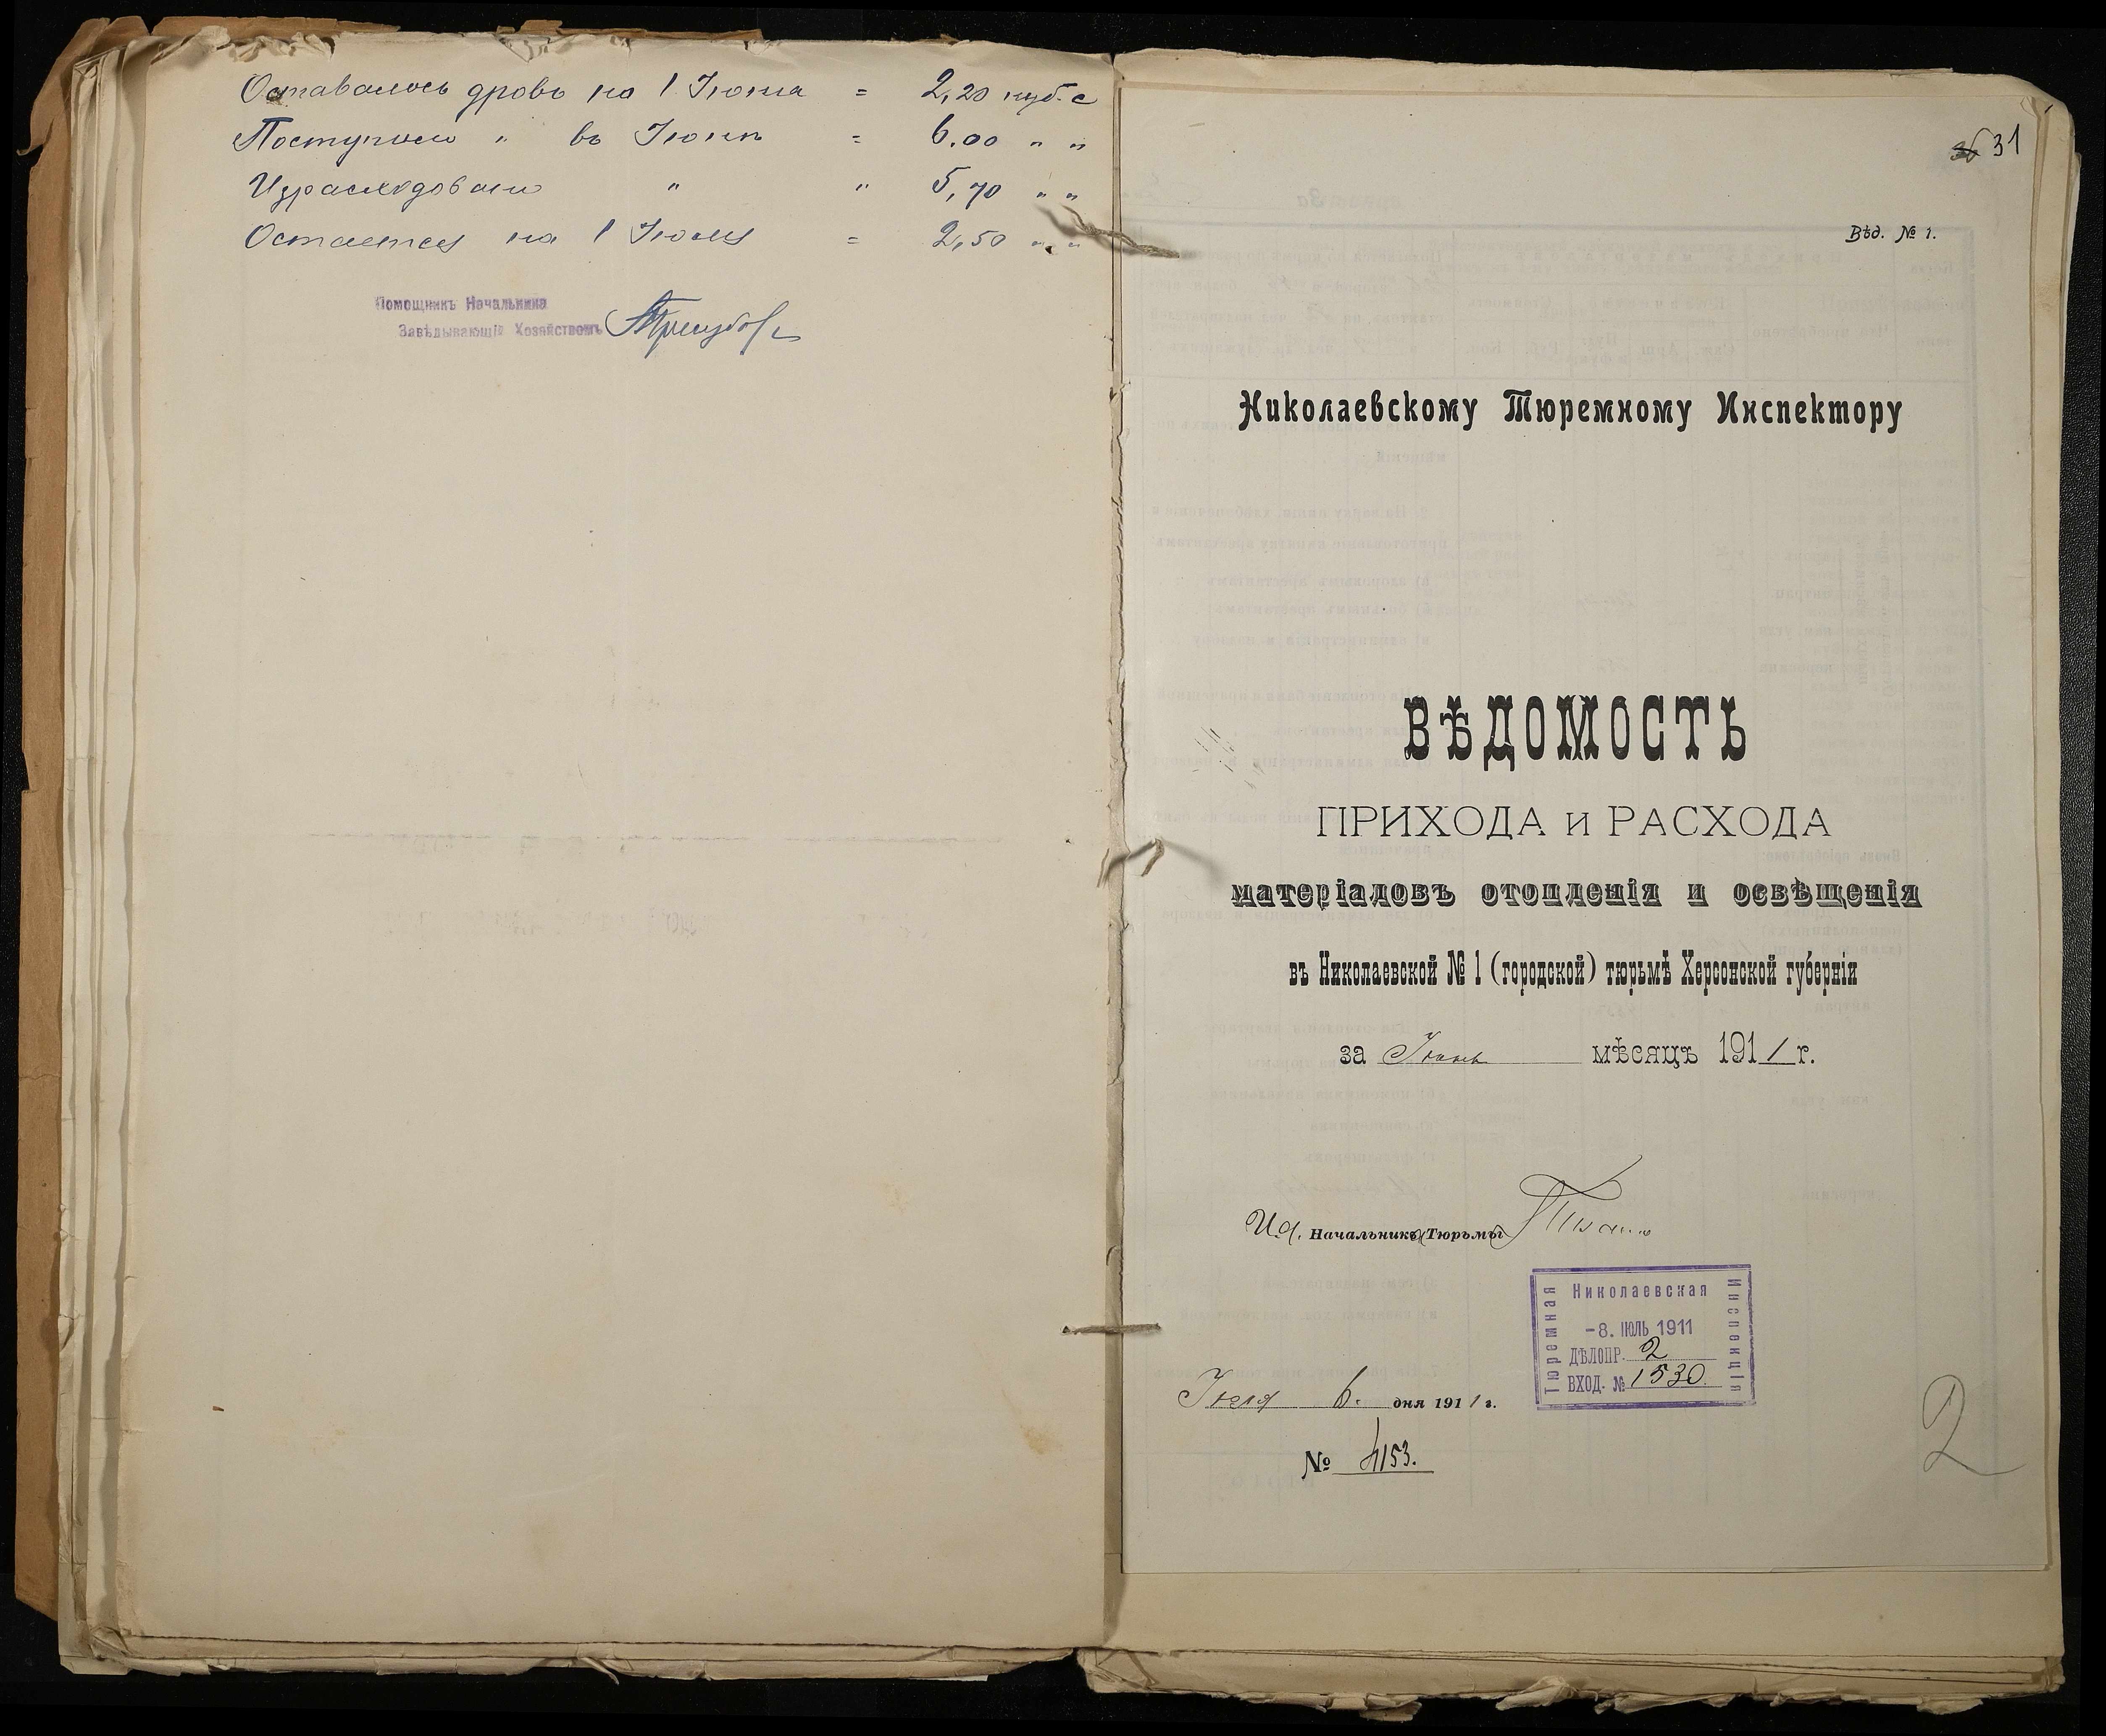 Оставалось дровъ на 1 Іюня = 2,20 куб. с
Поступило " въ Іюнѣ = 6.00 " "
Израсходовано " " 5,70 " "
Остается на 1 Іюля = 2,50 " "
Помощникъ Начальника
Завѣдывающій Хозяйствомъ
31
Вѣд. № 1.
Николаевскому Тюремному Инспектору
ВѢДОМОСТЬ
ПРИХОДА и РАСХОДА
матеріаловъ отопленія и освѣщенія
въ Николаевской № 1 (городской) тюрьмѣ Херсонской губерніи
за Іюнь мѣсяцъ 1911 г.
И.д. Начальника Тюрьмы
Николаевская
Тюремная
Инспекція
-8. ІЮЛЬ 1911
ДѢЛОПР. 2
ВХОД. № 1530
Іюля 6. дня 1911 г.
№ 4153.
2